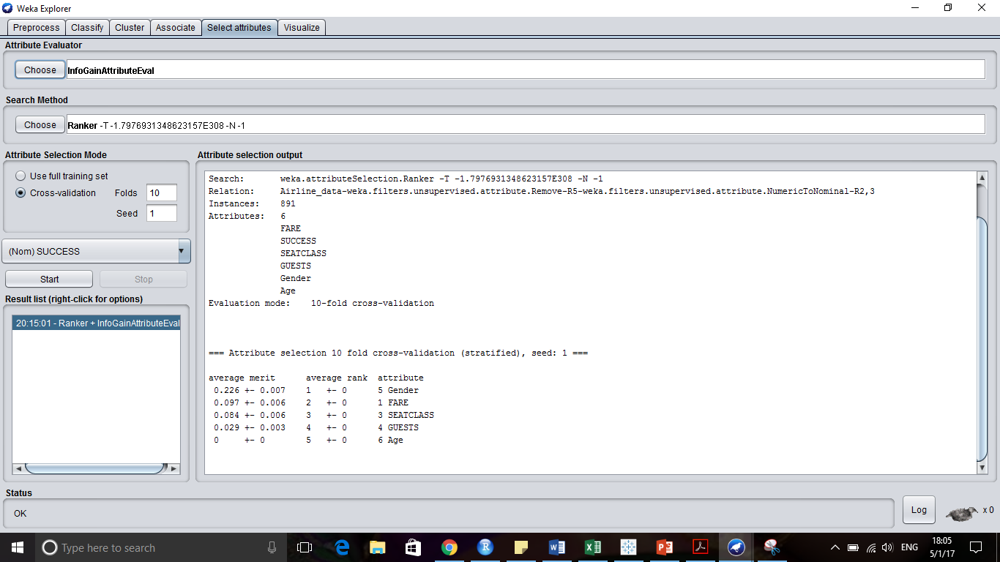 Weka Explorer
Preprocess Classify Cluster Associate Select attributes Visualize
Attribute Evaluator
Choose InfoGainAttributeEval
Search Method
Choose Ranker -T -1.7976931348623157E308 -N -1
Attribute Selection Mode
Use full training set
Cross-validation Folds 10
Seed 1
(Nom) SUCCESS
Start Stop
Result list (right-click for options)
20:15:01 - Ranker + InfoGainAttributeEval
Attribute selection output
Search: weka.attributeSelection.Ranker -T -1.7976931348623157E308 -N -1
Relation: Airline_data-weka.filters.unsupervised.attribute.Remove-R5-weka.filters.unsupervised.attribute.NumericToNominal-R2,3
Instances: 891
Attributes: 6
FARE
SUCCESS
SEATCLASS
GUESTS
Gender
Age
Evaluation mode: 10-fold cross-validation
=== Attribute selection 10 fold cross-validation (stratified), seed: 1 ===
average merit average rank attribute
0.226 +- 0.007 1 +- 0 5 Gender
0.097 +- 0.006 2 +- 0 1 FARE
0.084 +- 0.006 3 +- 0 3 SEATCLASS
0.029 +- 0.003 4 +- 0 4 GUESTS
0 +- 0 5 +- 0 6 Age
Status
OK
Log x 0
Type here to search
ENG
18:05
5/1/17